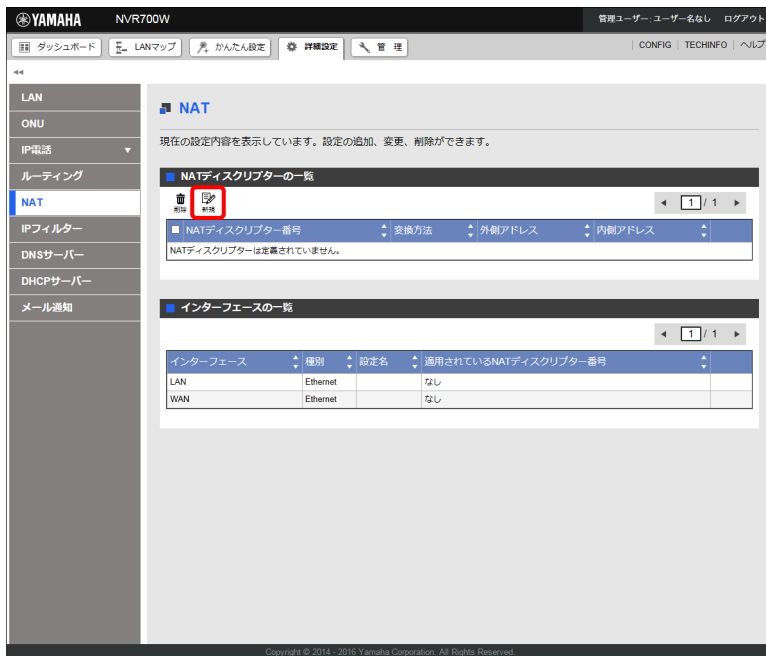 YAMAHA NVR700W 管理ユーザー:ユーザー名なし ログアウト
ダッシュボード LANマップ かんたん設定 詳細設定 管 理 CONFIG TECHINFO ヘルプ
LAN
ONU
IP電話
ルーティング
NAT
IPフィルター
DNSサーバー
DHCPサーバー
メール通知
NAT
現在の設定内容を表示しています。設定の追加、変更、削除ができます。
NATディスクリプターの一覧
削除 新規 1 / 1
NATディスクリプター番号 変換方法 外側アドレス 内側アドレス
NATディスクリプターは定義されていません。
インターフェースの一覧
1 / 1
インターフェース 種別 設定名 適用されているNATディスクリプター番号
LAN Ethernet なし
WAN Ethernet なし
Copyright © 2014 - 2016 Yamaha Corporation. All Rights Reserved.